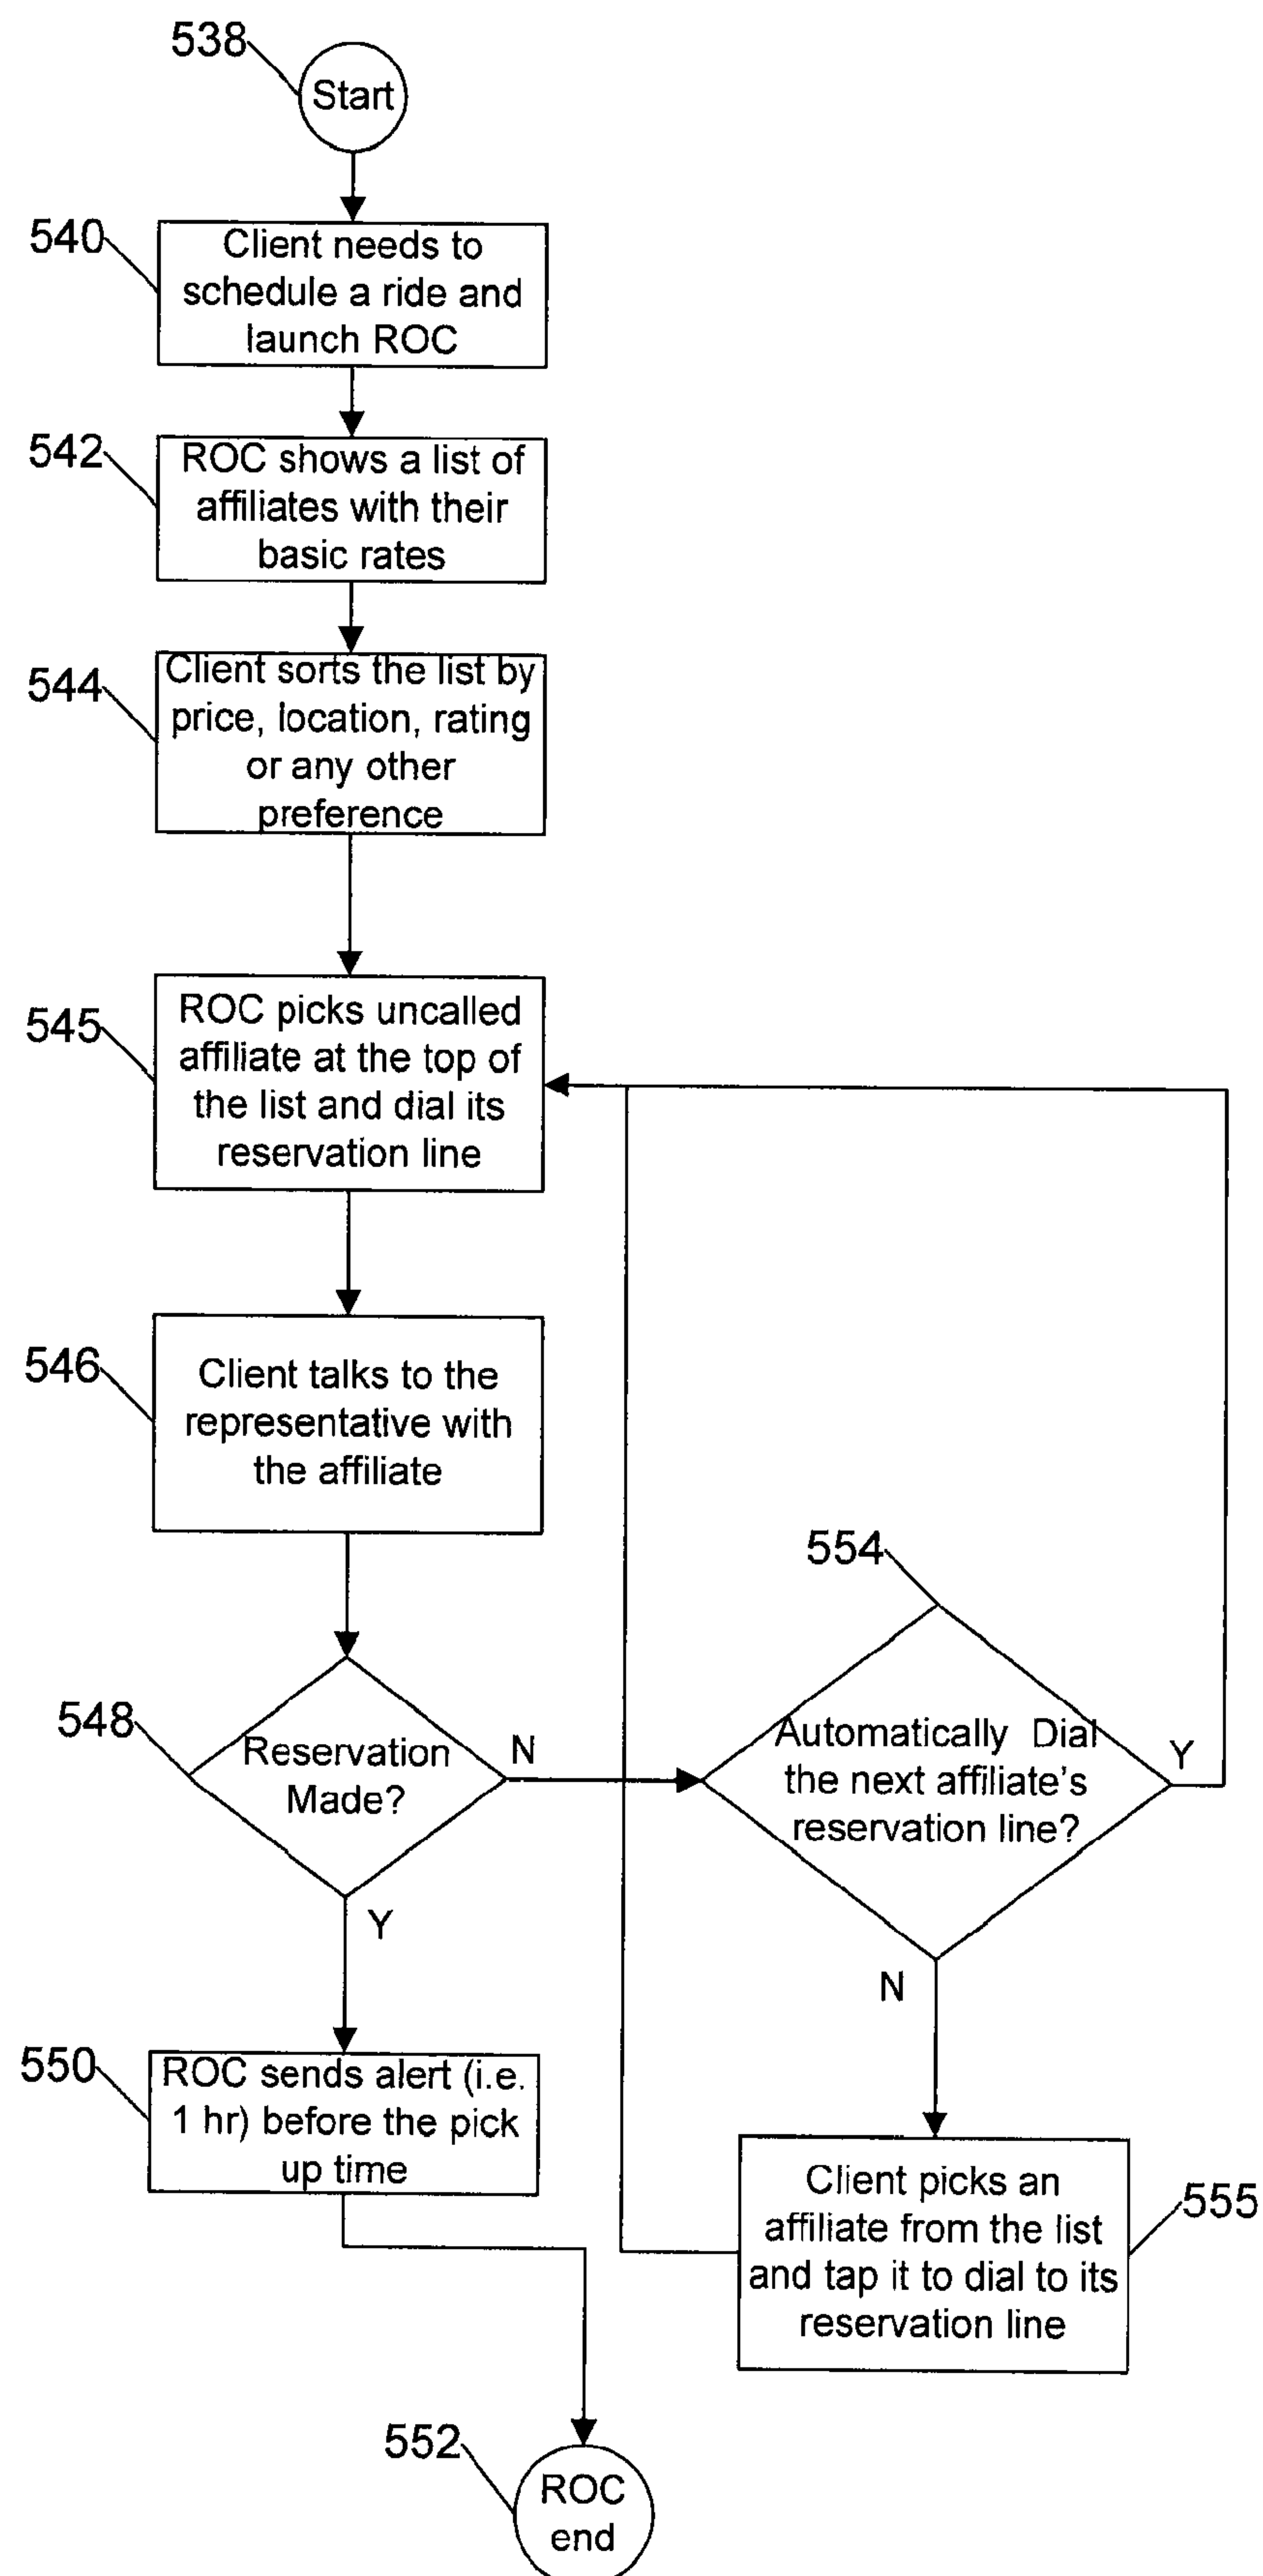 538
Start
540
Client needs to
schedule a ride and
launch ROC
542
ROC shows a list of
affiliates with their
basic rates
544
Client sorts the list by
price, location, rating
or any other
preference
545
ROC picks uncalled
affiliate at the top of
the list and dial its
reservation line
546
Client talks to the
representative with
the affiliate
548
Reservation
Made?
N
Y
554
Automatically Dial
the next affiliate's
reservation line?
Y
N
550
ROC sends alert (i.e.
1 hr) before the pick
up time
555
Client picks an
affiliate from the list
and tap it to dial to its
reservation line
552
ROC
end